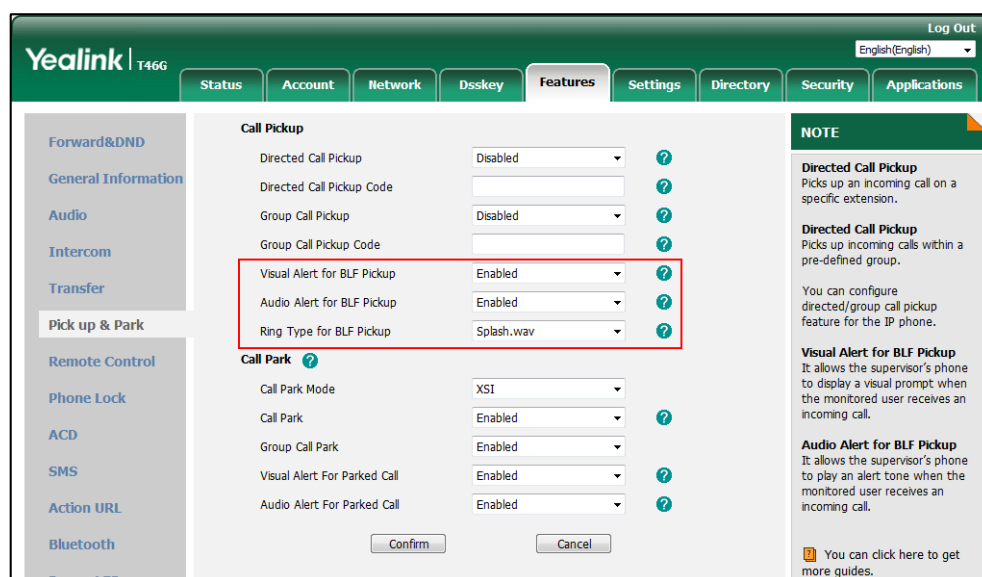 Log Out
Yealink | T46G
English(English)
Status Account Network Dsskey Features Settings Directory Security Applications
Forward&DND
General Information
Audio
Intercom
Transfer
Pick up & Park
Remote Control
Phone Lock
ACD
SMS
Action URL
Bluetooth
Call Pickup
Directed Call Pickup Disabled
Directed Call Pickup Code
Group Call Pickup Disabled
Group Call Pickup Code
Visual Alert for BLF Pickup Enabled
Audio Alert for BLF Pickup Enabled
Ring Type for BLF Pickup Splash.wav
Call Park
Call Park Mode XSI
Call Park Enabled
Group Call Park Enabled
Visual Alert For Parked Call Enabled
Audio Alert For Parked Call Enabled
Confirm Cancel
NOTE
Directed Call Pickup
Picks up an incoming call on a
specific extension.
Directed Call Pickup
Picks up incoming calls within a
pre-defined group.
You can configure
directed/group call pickup
feature for the IP phone.
Visual Alert for BLF Pickup
It allows the supervisor's phone
to display a visual prompt when
the monitored user receives an
incoming call.
Audio Alert for BLF Pickup
It allows the supervisor's phone
to play an alert tone when the
monitored user receives an
incoming call.
You can click here to get
more guides.